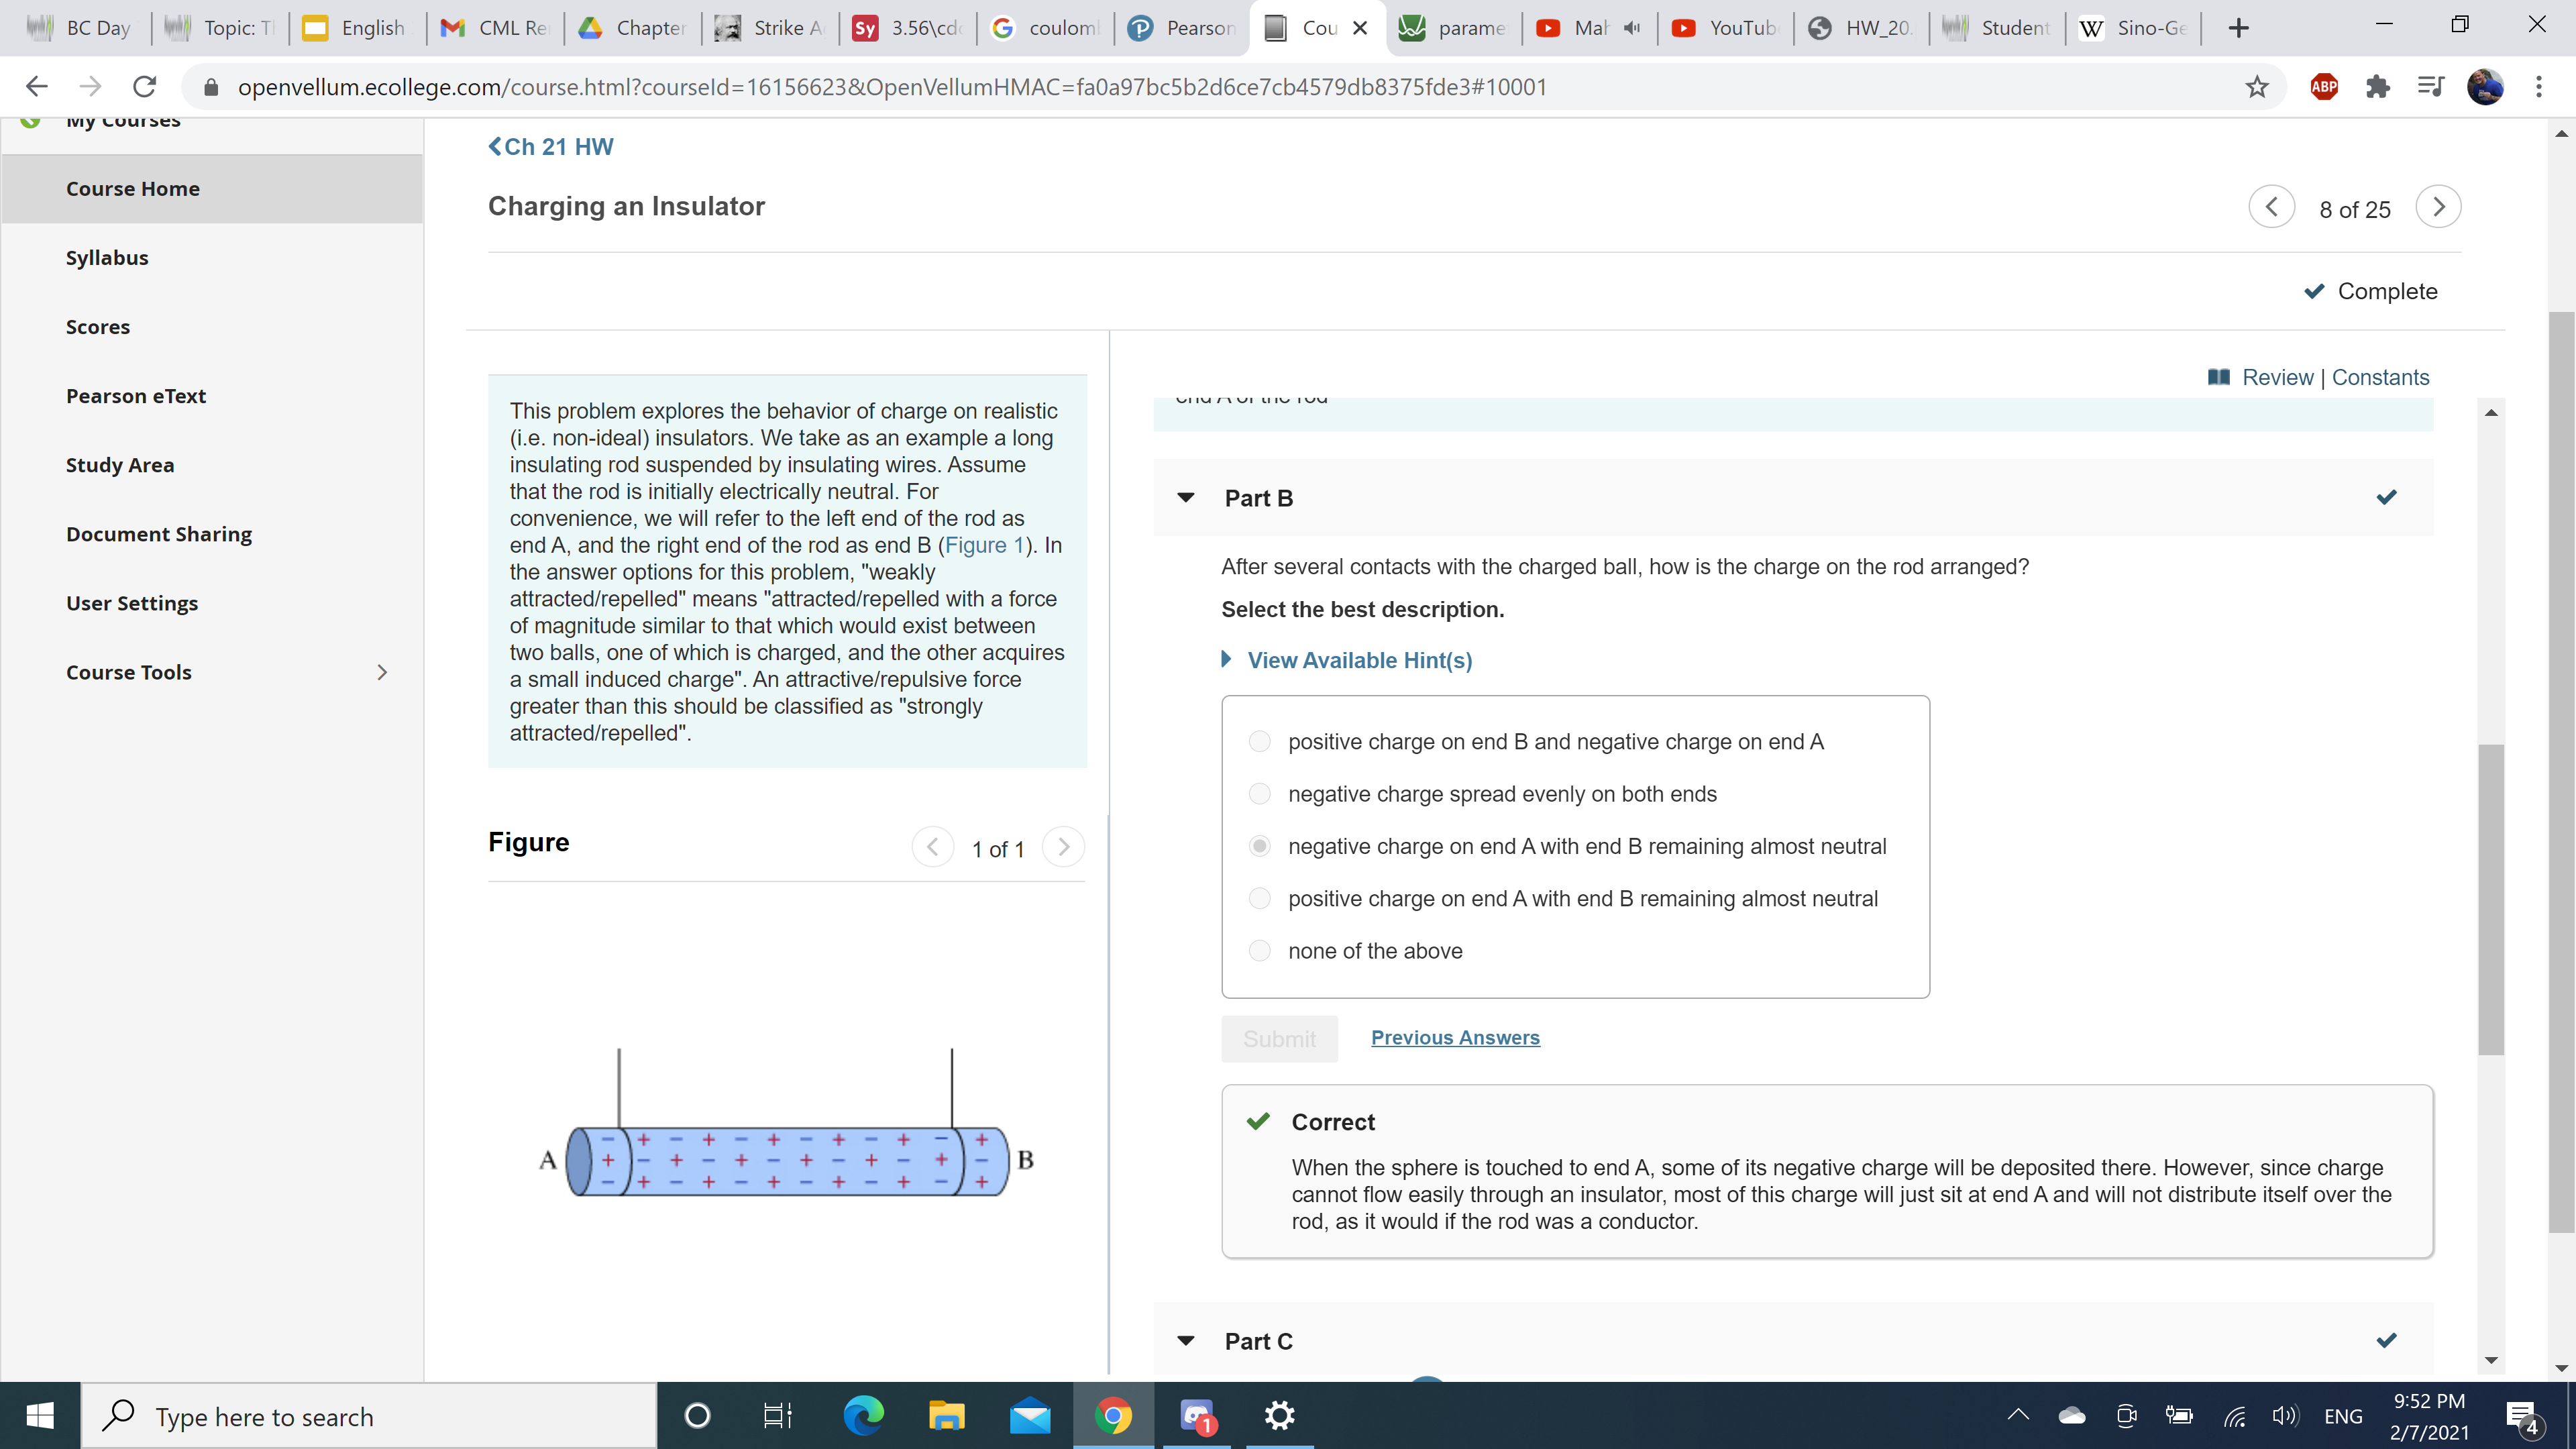 BC Day
Topic: T
English
CML Re
Chapter
Strike A
Sy 3.56\cd
G coulom
P Pearson
Cou
parame
Mah
YouTub
HW_20.
Student
W Sino-Ge
openvellum.ecollege.com/course.html?courseId=16156623&OpenVellumHMAC=fa0a97bc5b2d6ce7cb4579db8375fde3#10001
ABP
My Courses
Course Home
Syllabus
Scores
Pearson eText
Study Area
Document Sharing
User Settings
Course Tools
Ch 21 HW
Charging an Insulator
8 of 25
Complete
Review | Constants
This problem explores the behavior of charge on realistic
(i.e. non-ideal) insulators. We take as an example a long
insulating rod suspended by insulating wires. Assume
that the rod is initially electrically neutral. For
convenience, we will refer to the left end of the rod as
end A, and the right end of the rod as end B (Figure 1). In
the answer options for this problem, "weakly
attracted/repelled" means "attracted/repelled with a force
of magnitude similar to that which would exist between
two balls, one of which is charged, and the other acquires
a small induced charge". An attractive/repulsive force
greater than this should be classified as "strongly
attracted/repelled".
Figure
1 of 1
A
− + − + − + − + − + − +
+ − + − + − + − + − + −
− + − + − + − + − + − +
B
end A of the rod
Part B
After several contacts with the charged ball, how is the charge on the rod arranged?
Select the best description.
View Available Hint(s)
positive charge on end B and negative charge on end A
negative charge spread evenly on both ends
negative charge on end A with end B remaining almost neutral
positive charge on end A with end B remaining almost neutral
none of the above
Submit
Previous Answers
Correct
When the sphere is touched to end A, some of its negative charge will be deposited there. However, since charge
cannot flow easily through an insulator, most of this charge will just sit at end A and will not distribute itself over the
rod, as it would if the rod was a conductor.
Part C
Type here to search
1
ENG
9:52 PM
2/7/2021
4